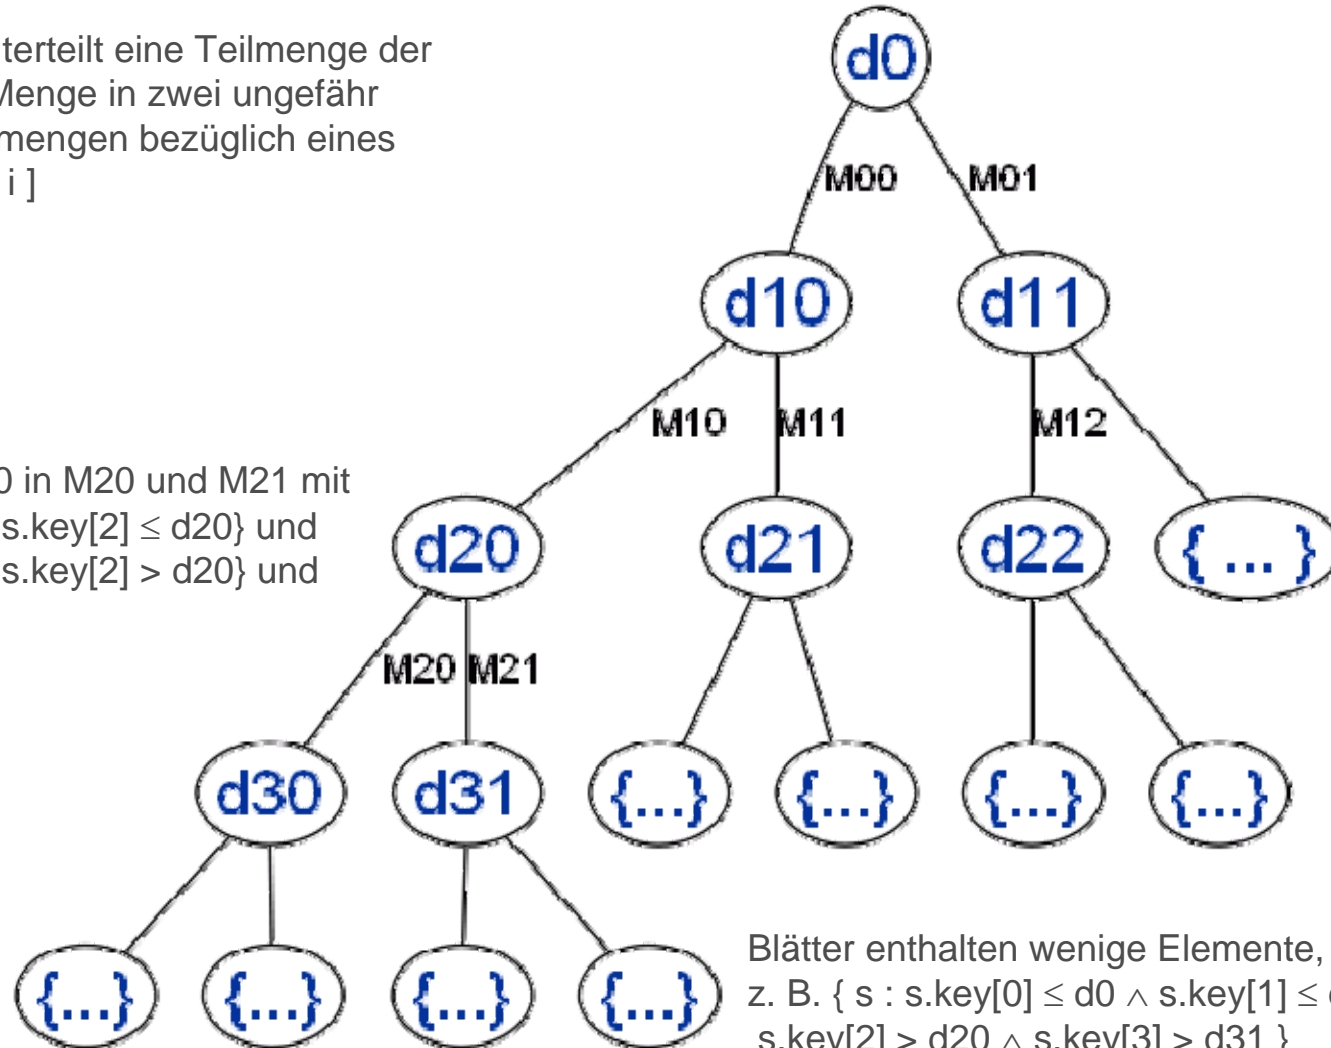 terteilt eine Teilmenge der
Menge in zwei ungefähr
mengen bezüglich eines
i ]
d0
M00 M01
d10 d11
M10 M11 M12
0 in M20 und M21 mit
s.key[2] ≤ d20} und
s.key[2] > d20} und
d20 d21 d22 { ... }
M20 M21
d30 d31 {...} {...} {...} {...}
{...} {...} {...} {...}
Blätter enthalten wenige Elemente,
z. B. { s : s.key[0] ≤ d0 ∧ s.key[1] ≤
s.key[2] > d20 ∧ s.key[3] > d31 }